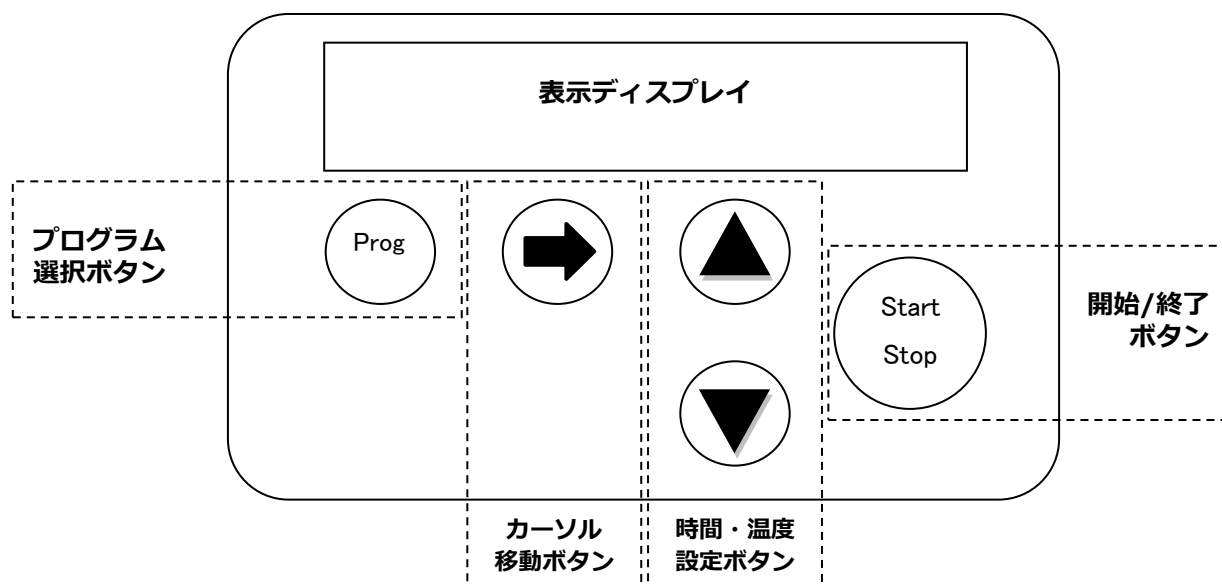 表示ディスプレイ
プログラム
選択ボタン
Prog
Start
Stop
開始/終了
ボタン
カーソル
移動ボタン
時間・温度
設定ボタン